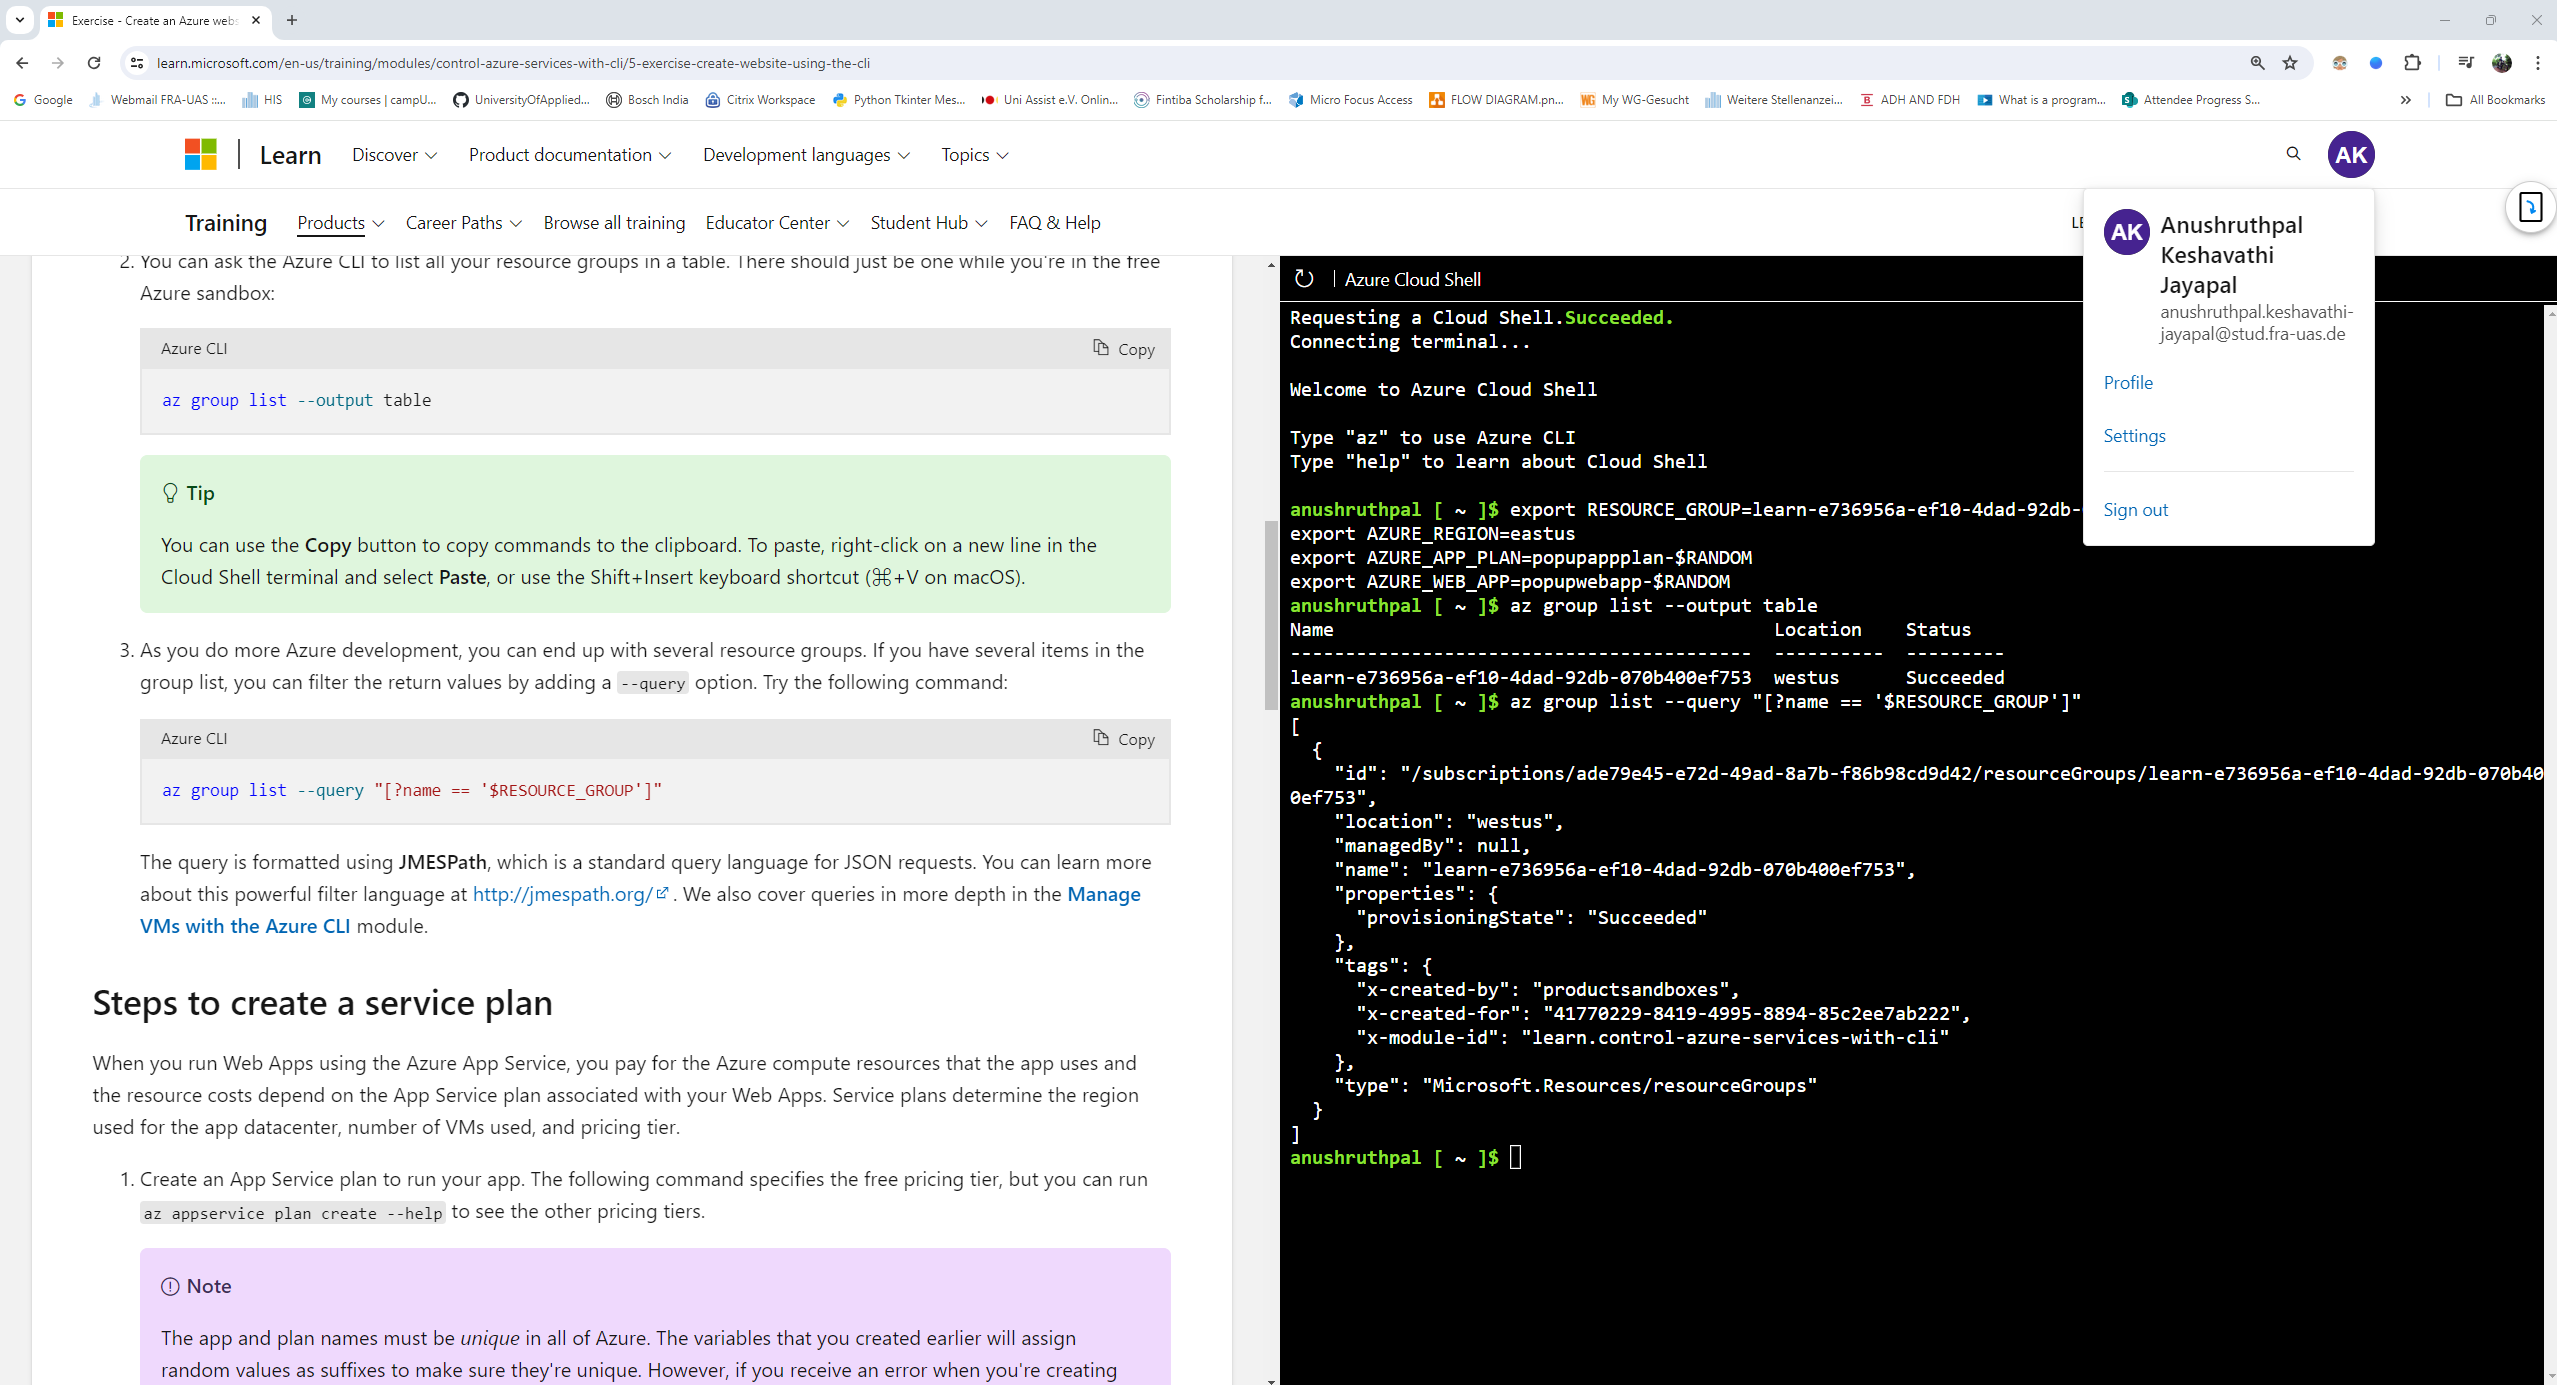 Exercise - Create an Azure webs
learn.microsoft.com/en-us/training/modules/control-azure-services-with-cli/5-exercise-create-website-using-the-cli
Google Webmail FRA-UAS ::... HIS My courses | campU... UniversityOfApplied... Bosch India Citrix Workspace Python Tkinter Mes... Uni Assist e.V. Onlin... Fintiba Scholarship f... Micro Focus Access FLOW DIAGRAM.pn... WG My WG-Gesucht Weitere Stellenanzei... ADH AND FDH What is a program... Attendee Progress S... » All Bookmarks
Learn Discover Product documentation Development languages Topics AK
Training Products Career Paths Browse all training Educator Center Student Hub FAQ & Help LE
AK
Anushruthpal
Keshavathi
Jayapal
anushruthpal.keshavathi-
jayapal@stud.fra-uas.de
Profile
Settings
Sign out
2. You can ask the Azure CLI to list all your resource groups in a table. There should just be one while you're in the free
Azure sandbox:
Azure CLI Copy
az group list --output table
Tip
You can use the Copy button to copy commands to the clipboard. To paste, right-click on a new line in the
Cloud Shell terminal and select Paste, or use the Shift+Insert keyboard shortcut (⌘+V on macOS).
3. As you do more Azure development, you can end up with several resource groups. If you have several items in the
group list, you can filter the return values by adding a --query option. Try the following command:
Azure CLI Copy
az group list --query "[?name == '$RESOURCE_GROUP']"
The query is formatted using JMESPath, which is a standard query language for JSON requests. You can learn more
about this powerful filter language at http://jmespath.org/ . We also cover queries in more depth in the Manage
VMs with the Azure CLI module.
Steps to create a service plan
When you run Web Apps using the Azure App Service, you pay for the Azure compute resources that the app uses and
the resource costs depend on the App Service plan associated with your Web Apps. Service plans determine the region
used for the app datacenter, number of VMs used, and pricing tier.
1. Create an App Service plan to run your app. The following command specifies the free pricing tier, but you can run
az appservice plan create --help to see the other pricing tiers.
Note
The app and plan names must be unique in all of Azure. The variables that you created earlier will assign
random values as suffixes to make sure they're unique. However, if you receive an error when you're creating
Azure Cloud Shell
Requesting a Cloud Shell.Succeeded.
Connecting terminal...
Welcome to Azure Cloud Shell
Type "az" to use Azure CLI
Type "help" to learn about Cloud Shell
anushruthpal [ ~ ]$ export RESOURCE_GROUP=learn-e736956a-ef10-4dad-92db-
export AZURE_REGION=eastus
export AZURE_APP_PLAN=popupappplan-$RANDOM
export AZURE_WEB_APP=popupwebapp-$RANDOM
anushruthpal [ ~ ]$ az group list --output table
Name Location Status
------------------------------------------ ---------- ---------
learn-e736956a-ef10-4dad-92db-070b400ef753 westus Succeeded
anushruthpal [ ~ ]$ az group list --query "[?name == '$RESOURCE_GROUP']"
[
{
"id": "/subscriptions/ade79e45-e72d-49ad-8a7b-f86b98cd9d42/resourceGroups/learn-e736956a-ef10-4dad-92db-070b40
0ef753",
"location": "westus",
"managedBy": null,
"name": "learn-e736956a-ef10-4dad-92db-070b400ef753",
"properties": {
"provisioningState": "Succeeded"
},
"tags": {
"x-created-by": "productsandboxes",
"x-created-for": "41770229-8419-4995-8894-85c2ee7ab222",
"x-module-id": "learn.control-azure-services-with-cli"
},
"type": "Microsoft.Resources/resourceGroups"
}
]
anushruthpal [ ~ ]$